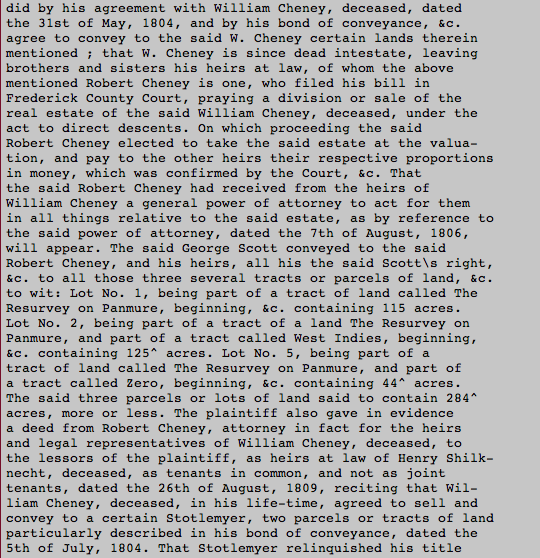 did by his agreement with William Cheney, deceased, dated
the 31st of May, 1804, and by his bond of conveyance, &c.
agree to convey to the said W. Cheney certain lands therein
mentioned ; that W. Cheney is since dead intestate, leaving
brothers and sisters his heirs at law, of whom the above
mentioned Robert Cheney is one, who filed his bill in
Frederick County Court, praying a division or sale of the
real estate of the said William Cheney, deceased, under the
act to direct descents. On which proceeding the said
Robert Cheney elected to take the said estate at the valua-
tion, and pay to the other heirs their respective proportions
in money, which was confirmed by the Court, &c. That
the said Robert Cheney had received from the heirs of
William Cheney a general power of attorney to act for them
in all things relative to the said estate, as by reference to
the said power of attorney, dated the 7th of August, 1806,
will appear. The said George Scott conveyed to the said
Robert Cheney, and his heirs, all his the said Scott\s right,
&c. to all those three several tracts or parcels of land, &c.
to wit: Lot No. 1, being part of a tract of land called The
Resurvey on Panmure, beginning, &c. containing 115 acres.
Lot No. 2, being part of a tract of a land The Resurvey on
Panmure, and part of a tract called West Indies, beginning,
&c. containing 125^ acres. Lot No. 5, being part of a
tract of land called The Resurvey on Panmure, and part of
a tract called Zero, beginning, &c. containing 44^ acres.
The said three parcels or lots of land said to contain 284^
acres, more or less. The plaintiff also gave in evidence
a deed from Robert Cheney, attorney in fact for the heirs
and legal representatives of William Cheney, deceased, to
the lessors of the plaintiff, as heirs at law of Henry Shilk-
necht, deceased, as tenants in common, and not as joint
tenants, dated the 26th of August, 1809, reciting that Wil-
liam Cheney, deceased, in his life-time, agreed to sell and
convey to a certain Stotlemyer, two parcels or tracts of land
particularly described in his bond of conveyance, dated the
5th of July, 1804. That Stotlemyer relinquished his title